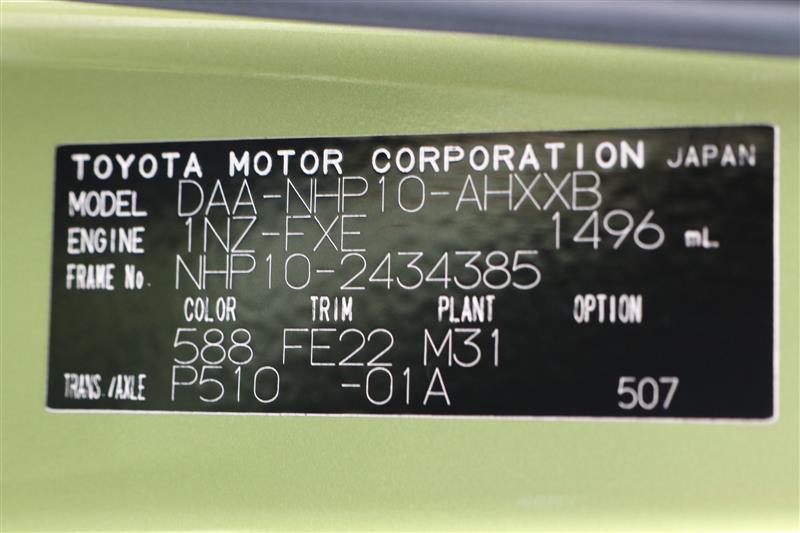 TOYOTA MOTOR CORPORATION JAPAN
MODEL DAA-NHP10-AHXXB
ENGINE 1NZ-FXE 1496 mL
FRAME No. NHP10-2434385
COLOR TRIM PLANT OPTION
588 FE22 M31
TRANS./AXLE P510 -01A 507